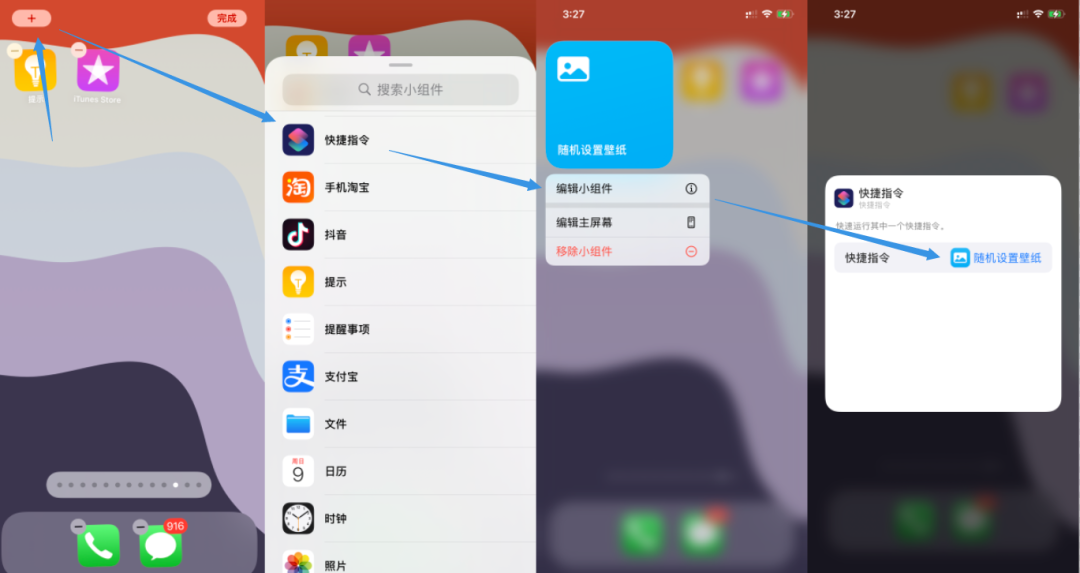 +
完成
提示
iTunes Store
916
搜索小组件
快捷指令
手机淘宝
抖音
提示
提醒事项
支付宝
文件
周日
9
日历
时钟
照片
3:27
随机设置壁纸
编辑小组件
编辑主屏幕
移除小组件
3:27
快捷指令
快捷指令
快速运行其中一个快捷指令。
快捷指令 随机设置壁纸